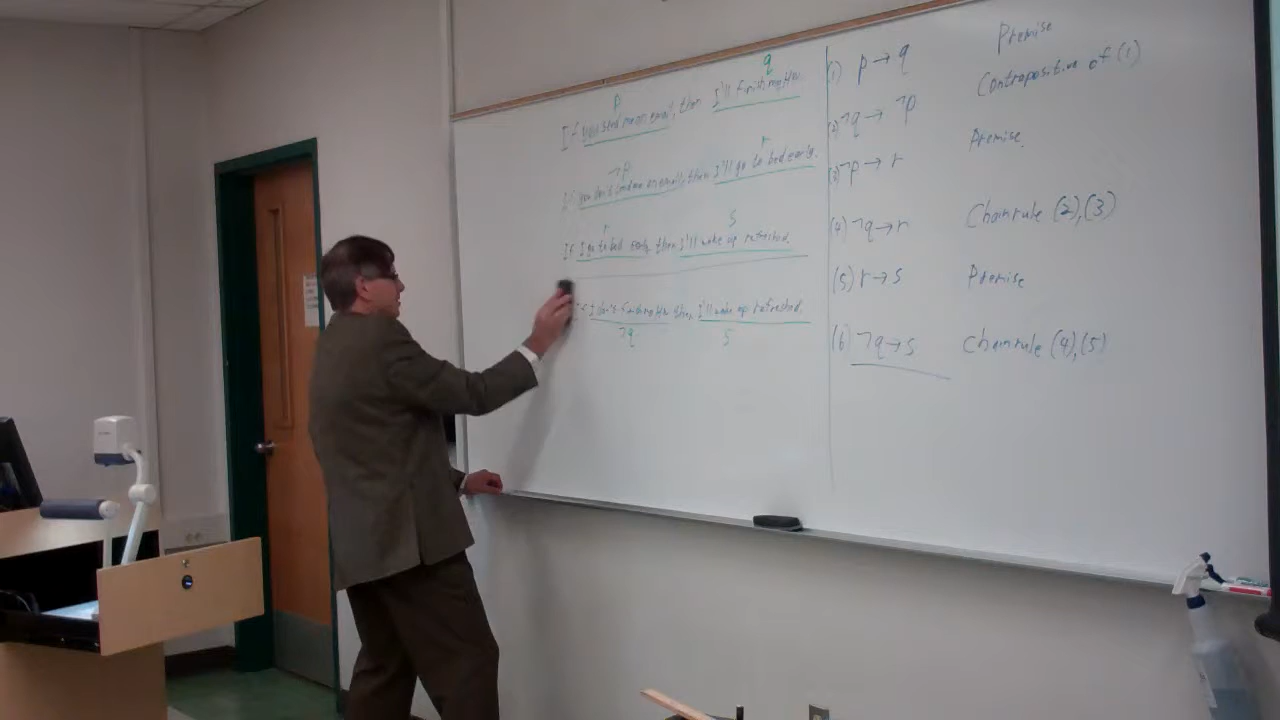 p q
If you send me an email, then I'll finish my HW.
¬p r
If you don't send me an email, then I'll go to bed early.
r s
If I go to bed early then I'll wake up refreshed.
If I don't finish my HW then I'll wake up refreshed.
¬q s
(1) p → q Premise
(2) ¬q → ¬p Contrapositive of (1)
(3) ¬p → r Premise.
(4) ¬q → r Chain rule (2),(3)
(5) r → s Premise
(6) ¬q → s Chain rule (4),(5)